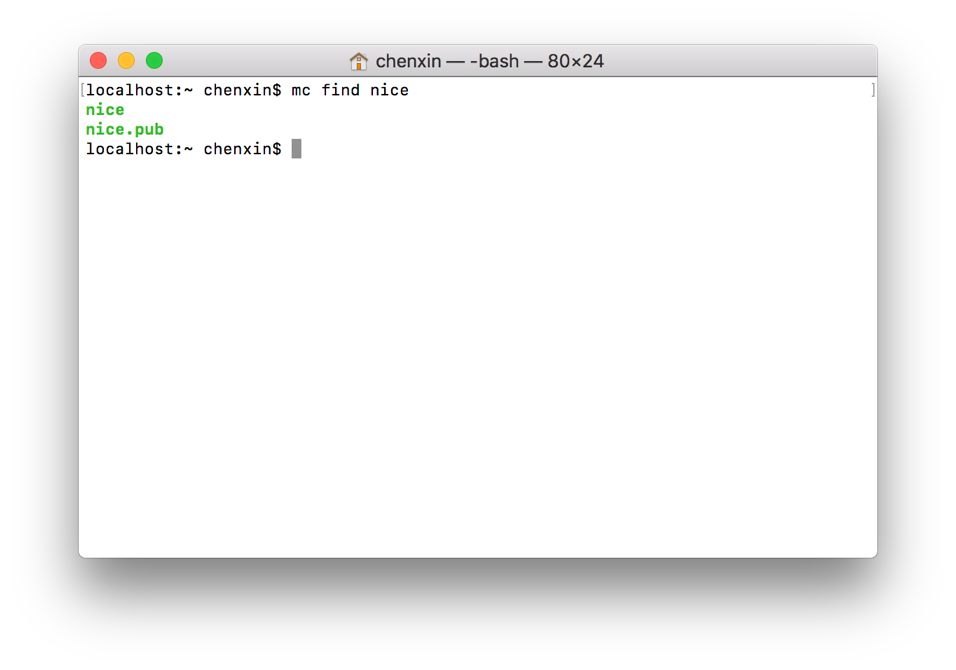 chenxin — -bash — 80×24
[localhost:~ chenxin$ mc find nice ]
nice
nice.pub
localhost:~ chenxin$